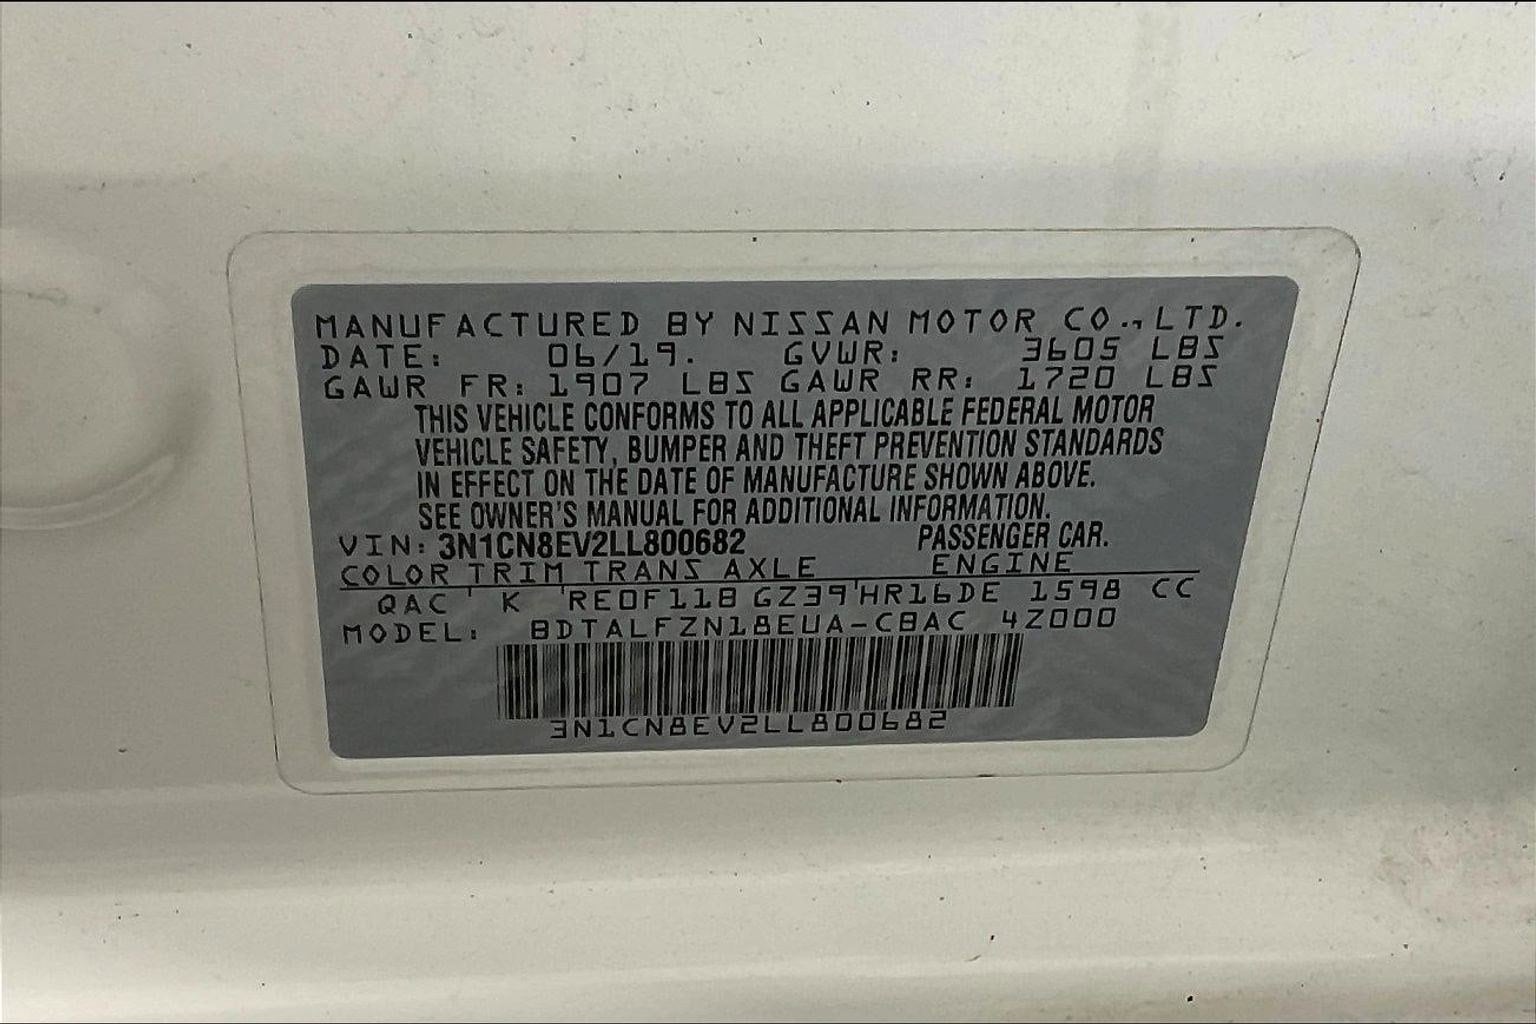 MANUFACTURED BY NISSAN MOTOR CO., LTD.
DATE: 06/19. GVWR: 3605 LBS
GAWR FR: 1907 LBS GAWR RR: 1720 LBS
THIS VEHICLE CONFORMS TO ALL APPLICABLE FEDERAL MOTOR
VEHICLE SAFETY, BUMPER AND THEFT PREVENTION STANDARDS
IN EFFECT ON THE DATE OF MANUFACTURE SHOWN ABOVE.
SEE OWNER'S MANUAL FOR ADDITIONAL INFORMATION.
VIN: 3N1CN8EV2LL800682 PASSENGER CAR.
COLOR TRIM TRANS AXLE ENGINE
QAC ' K 'RE0F11B GZ39'HR16DE 1598 CC
MODEL: BDTALFZN18EUA-CBAC 4Z000
3N1CN8EV2LL800682